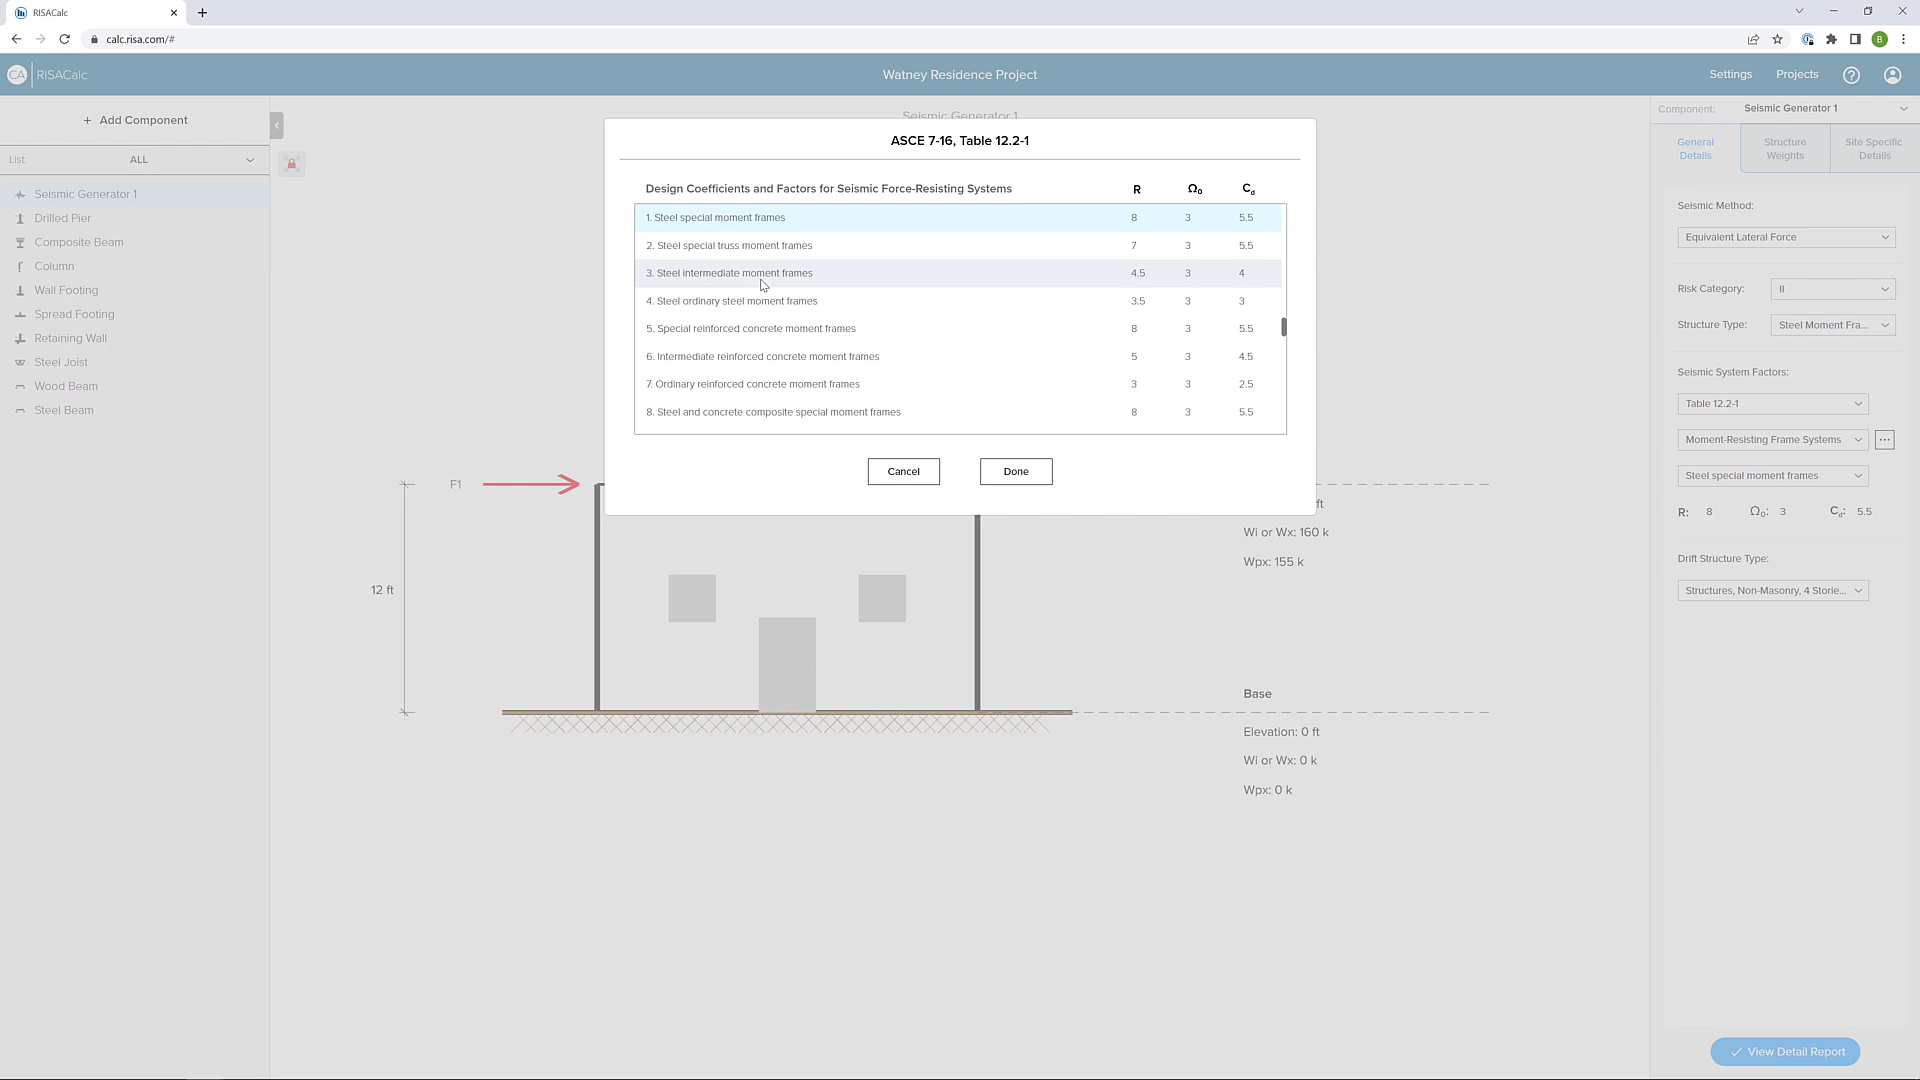 RISACalc
calc.risa.com/#
B
CA RISACalc
Watney Residence Project
Settings
Projects
+ Add Component
List:
ALL
Seismic Generator 1
Drilled Pier
Composite Beam
Column
Wall Footing
Spread Footing
Retaining Wall
Steel Joist
Wood Beam
Steel Beam
Seismic Generator 1
ASCE 7-16, Table 12.2-1
Design Coefficients and Factors for Seismic Force-Resisting Systems R Ω₀ Cd
1. Steel special moment frames 8 3 5.5
2. Steel special truss moment frames 7 3 5.5
3. Steel intermediate moment frames 4.5 3 4
4. Steel ordinary steel moment frames 3.5 3 3
5. Special reinforced concrete moment frames 8 3 5.5
6. Intermediate reinforced concrete moment frames 5 3 4.5
7. Ordinary reinforced concrete moment frames 3 3 2.5
8. Steel and concrete composite special moment frames 8 3 5.5
Cancel
Done
F1
12 ft
ft
Wi or Wx: 160 k
Wpx: 155 k
Base
Elevation: 0 ft
Wi or Wx: 0 k
Wpx: 0 k
Component: Seismic Generator 1
General Details
Structure Weights
Site Specific Details
Seismic Method:
Equivalent Lateral Force
Risk Category: II
Structure Type: Steel Moment Fra...
Seismic System Factors:
Table 12.2-1
Moment-Resisting Frame Systems ...
Steel special moment frames
R: 8 Ω₀: 3 Cd: 5.5
Drift Structure Type:
Structures, Non-Masonry, 4 Storie...
View Detail Report